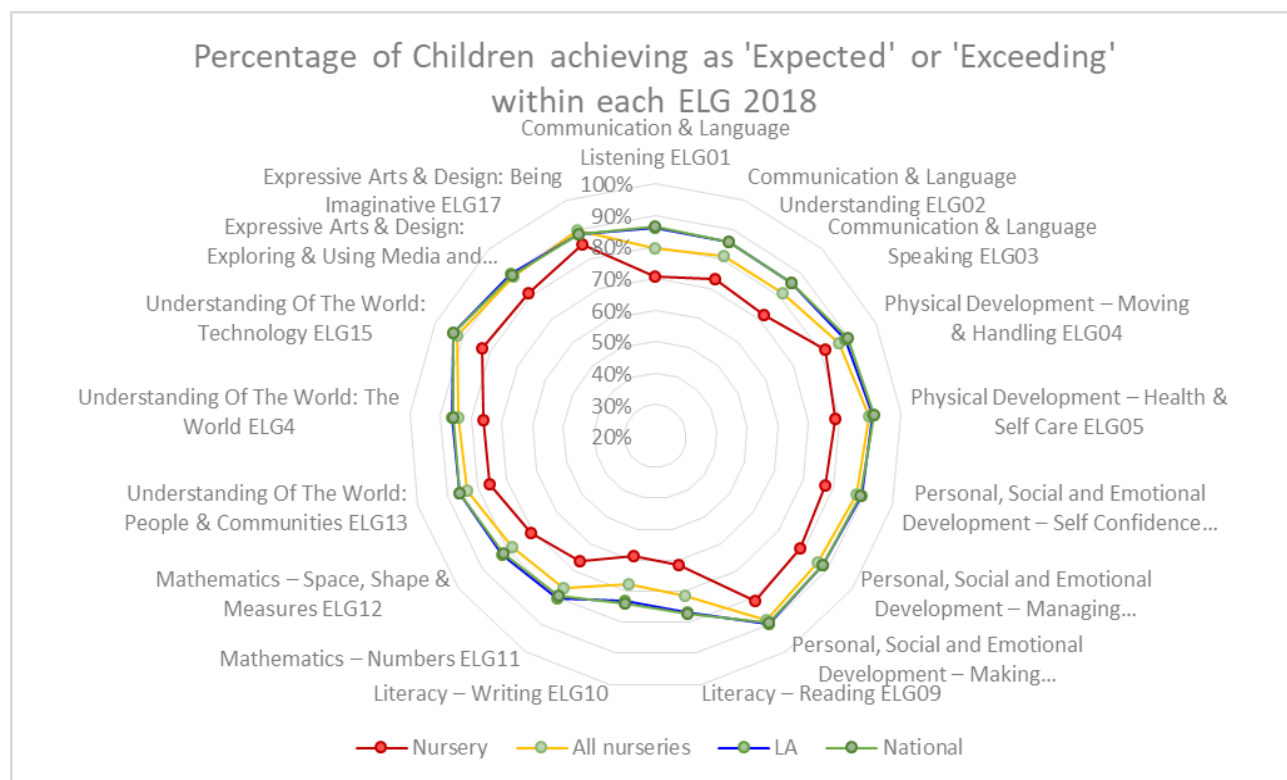 Percentage of Children achieving as 'Expected' or 'Exceeding'
within each ELG 2018
Communication & Language
Listening ELG01
Communication & Language
Understanding ELG02
Communication & Language
Speaking ELG03
Physical Development – Moving
& Handling ELG04
Physical Development – Health &
Self Care ELG05
Personal, Social and Emotional
Development – Self Confidence...
Personal, Social and Emotional
Development – Managing...
Personal, Social and Emotional
Development – Making...
Literacy – Reading ELG09
Literacy – Writing ELG10
Mathematics – Numbers ELG11
Mathematics – Space, Shape &
Measures ELG12
Understanding Of The World:
People & Communities ELG13
Understanding Of The World: The
World ELG4
Understanding Of The World:
Technology ELG15
Expressive Arts & Design:
Exploring & Using Media and...
Expressive Arts & Design: Being
Imaginative ELG17
100%
90%
80%
70%
60%
50%
40%
30%
20%
Nursery All nurseries LA National